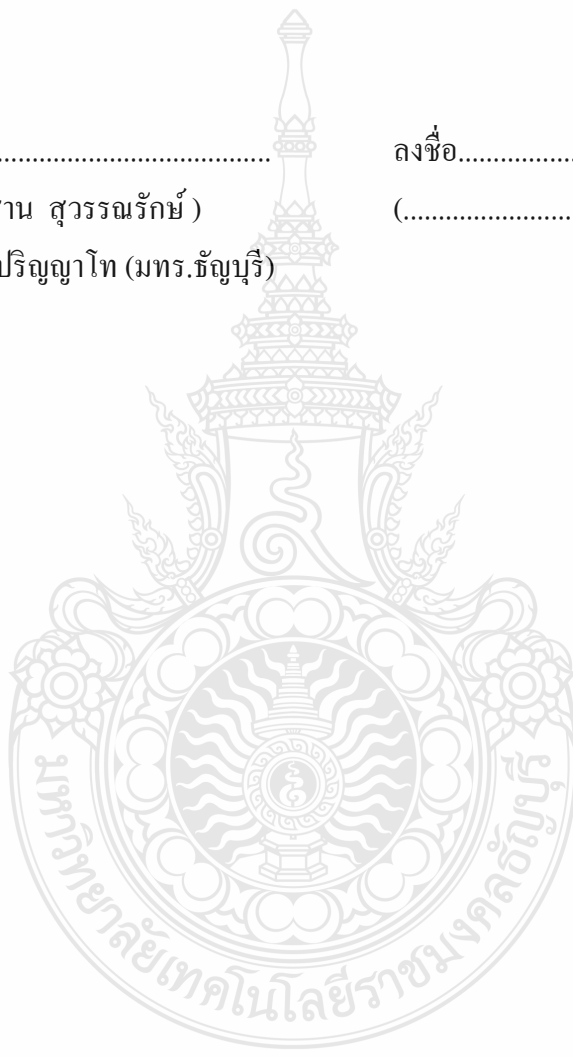 ........................................ ลงชื่อ.................
าน สุวรรณรักษ์ ) (........................
ปริญญาโท (มทร.ธัญบุรี)
มหาวิทยาลัยเทคโนโลยีราชมงคลธัญบุรี